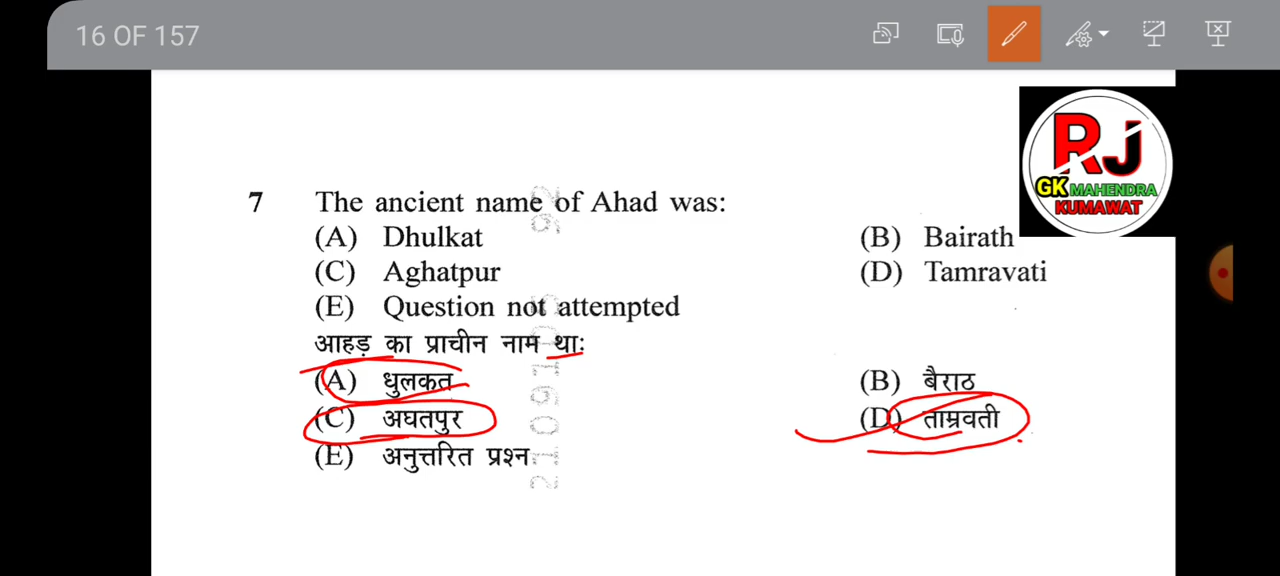 16 OF 157
RJ
GK MAHENDRA
KUMAWAT
7 The ancient name of Ahad was:
(A) Dhulkat (B) Bairath
(C) Aghatpur (D) Tamravati
(E) Question not attempted
आहड़ का प्राचीन नाम थाः
(A) धुलकत (B) बैराठ
(C) अघतपुर (D) ताम्रवती
(E) अनुत्तरित प्रश्न